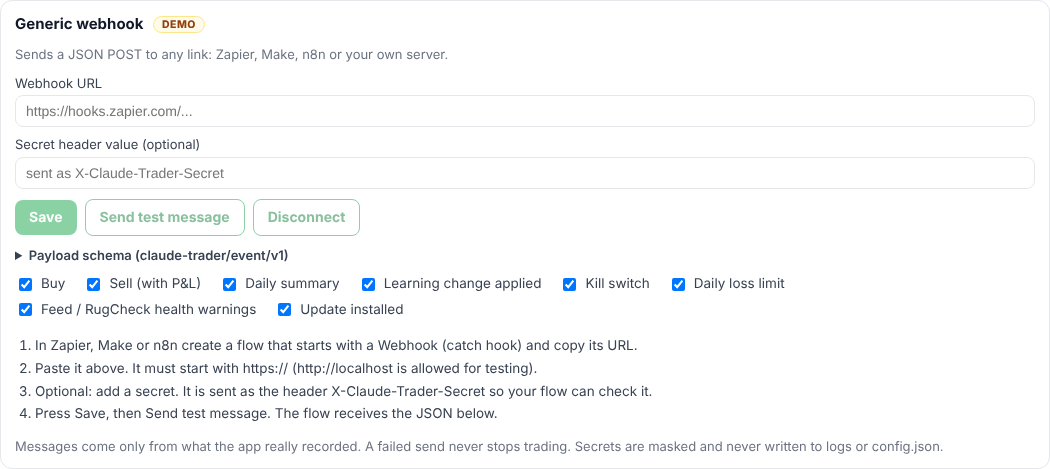 Generic webhook DEMO
Sends a JSON POST to any link: Zapier, Make, n8n or your own server.
Webhook URL
https://hooks.zapier.com/...
Secret header value (optional)
sent as X-Claude-Trader-Secret
Save Send test message Disconnect
▶ Payload schema (claude-trader/event/v1)
Buy Sell (with P&L) Daily summary Learning change applied Kill switch Daily loss limit
Feed / RugCheck health warnings Update installed
1. In Zapier, Make or n8n create a flow that starts with a Webhook (catch hook) and copy its URL.
2. Paste it above. It must start with https:// (http://localhost is allowed for testing).
3. Optional: add a secret. It is sent as the header X-Claude-Trader-Secret so your flow can check it.
4. Press Save, then Send test message. The flow receives the JSON below.
Messages come only from what the app really recorded. A failed send never stops trading. Secrets are masked and never written to logs or config.json.